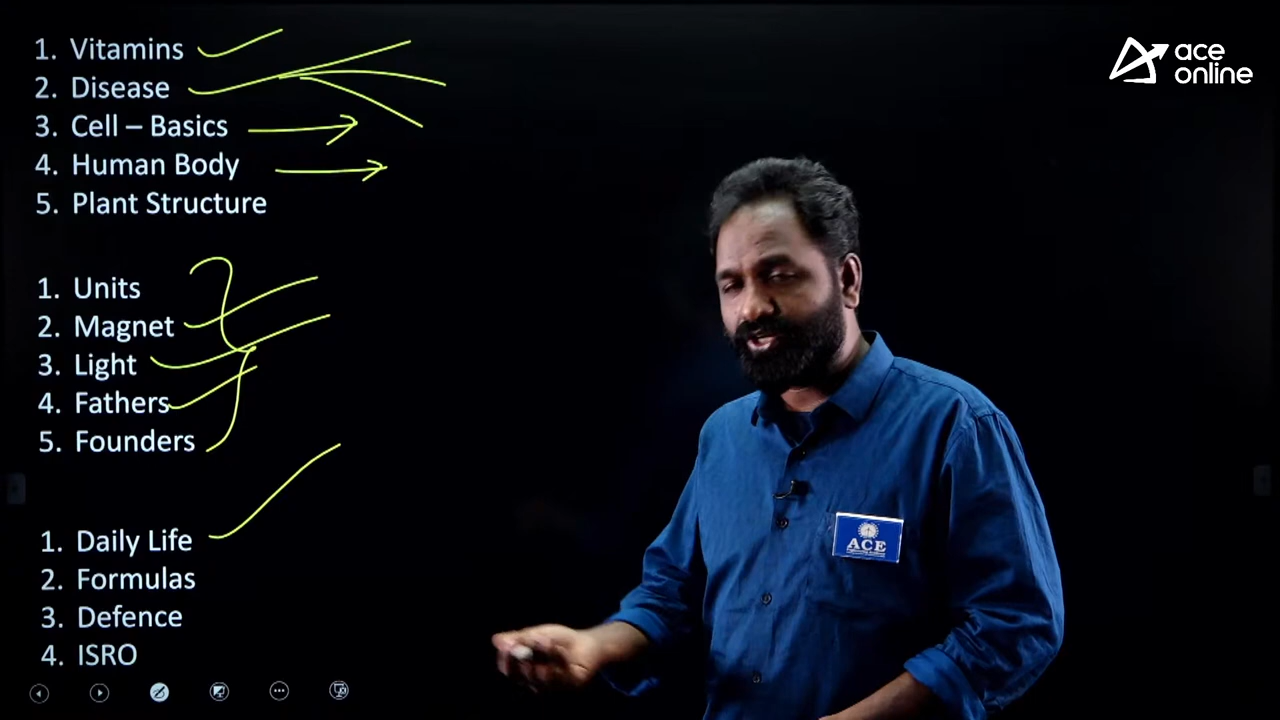 1. Vitamins
2. Disease
3. Cell – Basics
4. Human Body
5. Plant Structure
1. Units
2. Magnet
3. Light
4. Fathers
5. Founders
1. Daily Life
2. Formulas
3. Defence
4. ISRO
ace
online
ACE